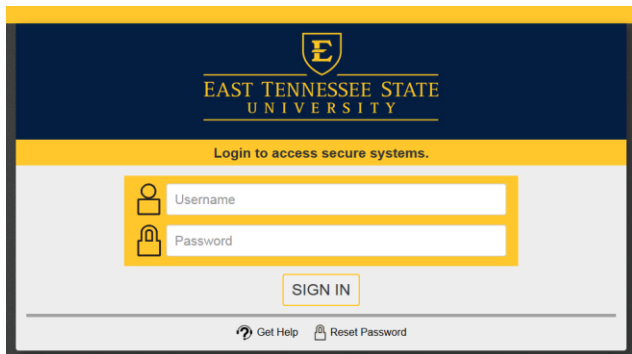 E
EAST TENNESSEE STATE
UNIVERSITY
Login to access secure systems.
Username
Password
SIGN IN
Get Help Reset Password